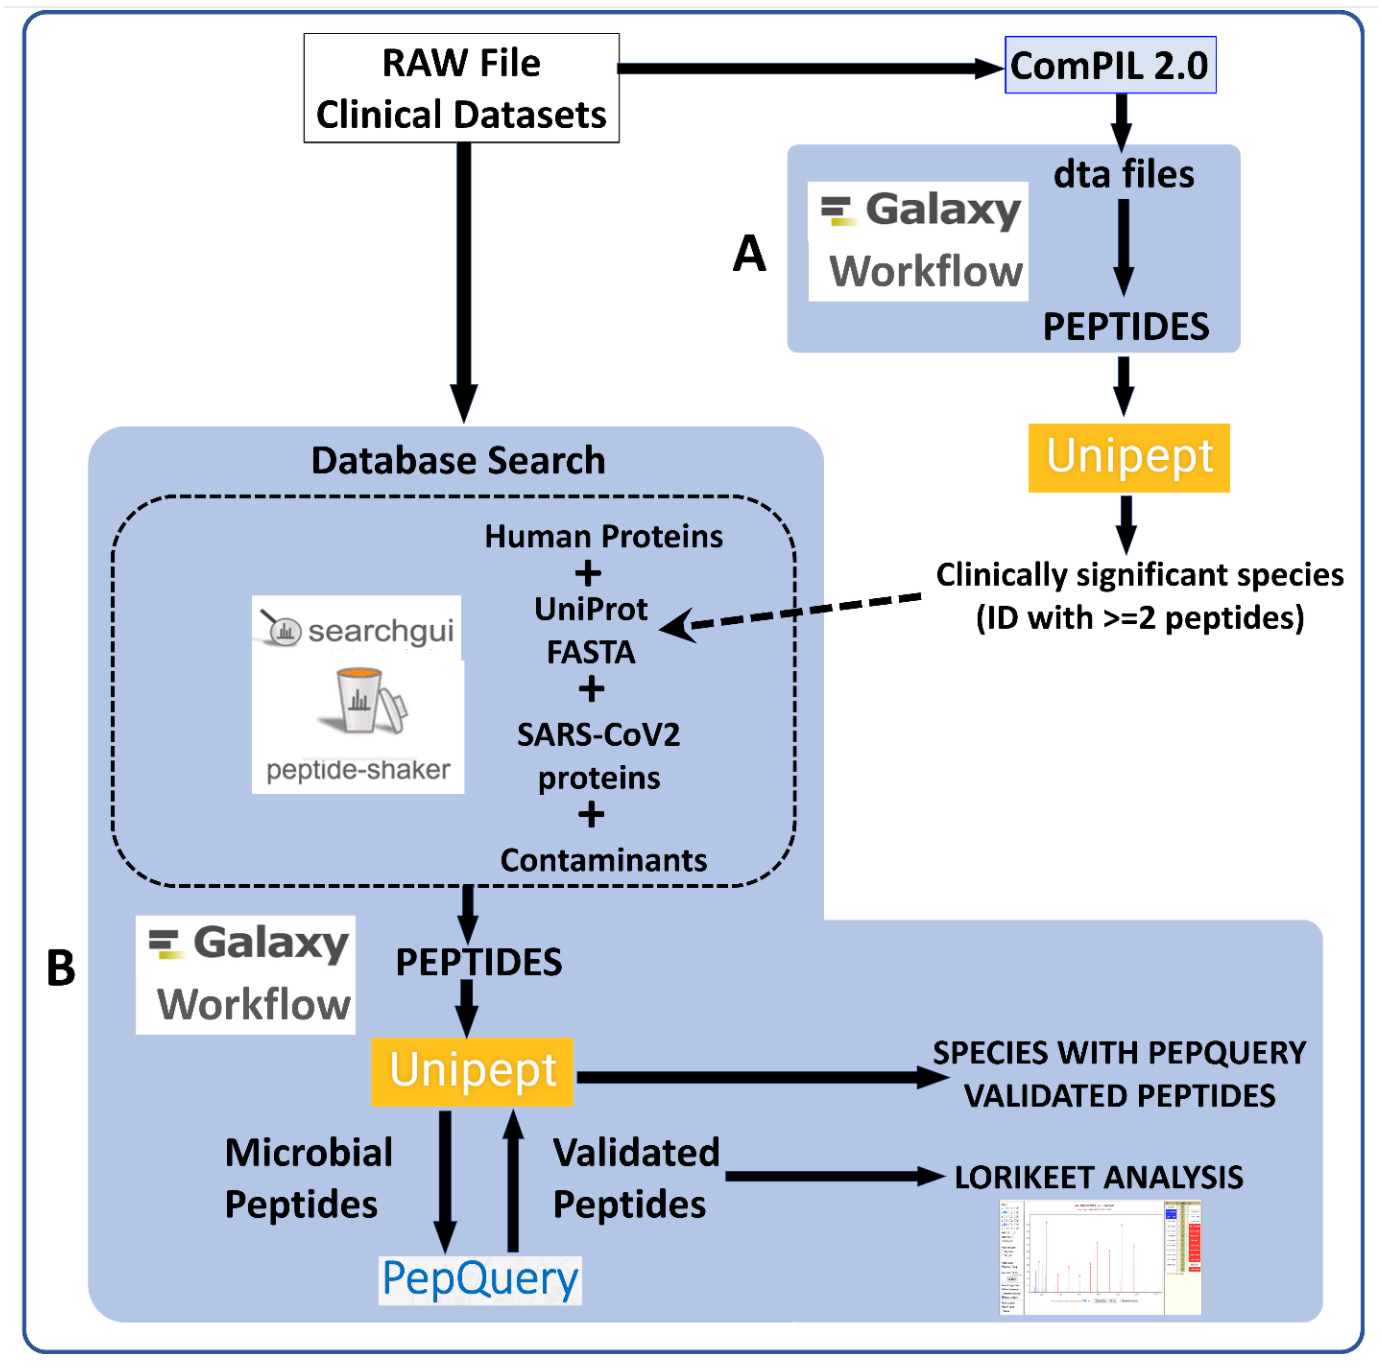 RAW File
Clinical Datasets
ComPIL 2.0
dta files
Galaxy
Workflow
A
PEPTIDES
Unipept
Clinically significant species
(ID with >=2 peptides)
Database Search
Human Proteins
+
UniProt
FASTA
+
SARS-CoV2
proteins
+
Contaminants
searchgui
peptide-shaker
B
Galaxy
Workflow
PEPTIDES
Unipept
SPECIES WITH PEPQUERY
VALIDATED PEPTIDES
Microbial
Peptides
Validated
Peptides
LORIKEET ANALYSIS
PepQuery